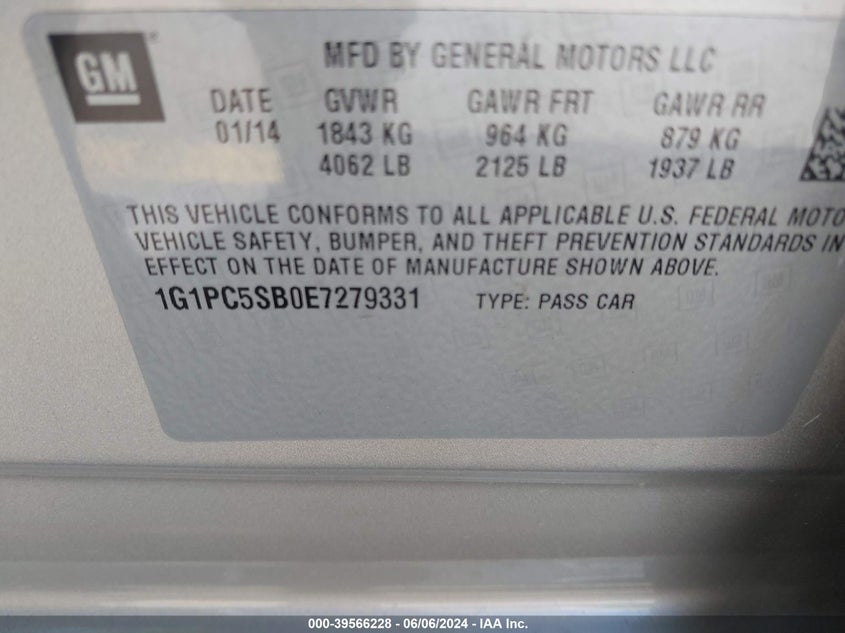 GM
MFD BY GENERAL MOTORS LLC
DATE GVWR GAWR FRT GAWR RR
01/14 1843 KG 964 KG 879 KG
4062 LB 2125 LB 1937 LB
THIS VEHICLE CONFORMS TO ALL APPLICABLE U.S. FEDERAL MOTO
VEHICLE SAFETY, BUMPER, AND THEFT PREVENTION STANDARDS IN
EFFECT ON THE DATE OF MANUFACTURE SHOWN ABOVE.
1G1PC5SB0E7279331 TYPE: PASS CAR
000-39566228 - 06/06/2024 - IAA Inc.